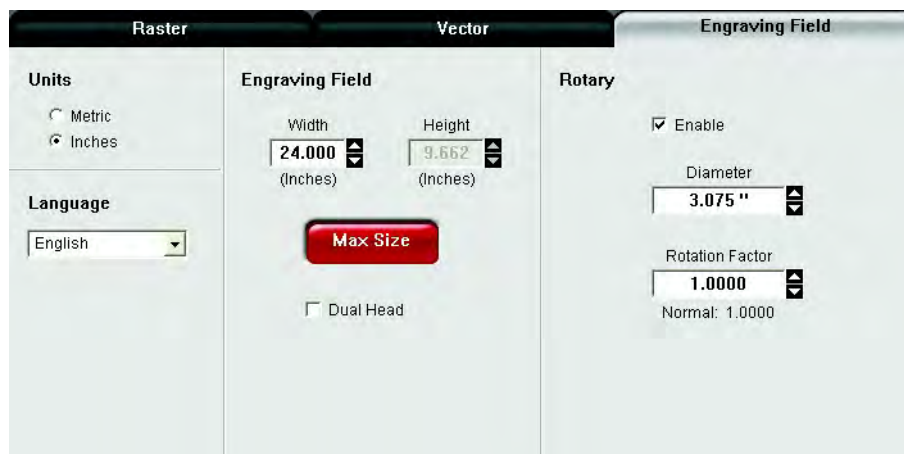 Raster
Vector
Engraving Field
Units
Metric
Inches
Language
English
Engraving Field
Width
Height
24.000
9.662
(Inches)
(Inches)
Max Size
Dual Head
Rotary
Enable
Diameter
3.075 "
Rotation Factor
1.0000
Normal: 1.0000